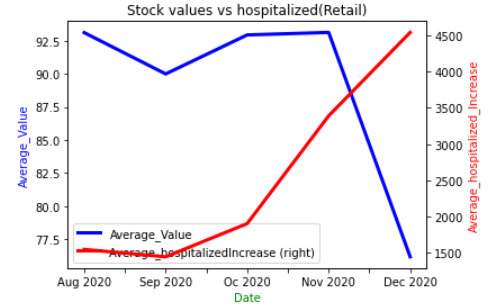 Stock values vs hospitalized(Retail)
92.5
90.0
87.5
85.0
82.5
80.0
77.5
Average_Value
4500
4000
3500
3000
2500
2000
1500
Average_hospitalized_Increase
Average_Value
Average_hospitalizedIncrease (right)
Aug 2020 Sep 2020 Oc 2020 Nov 2020 Dec 2020
Date